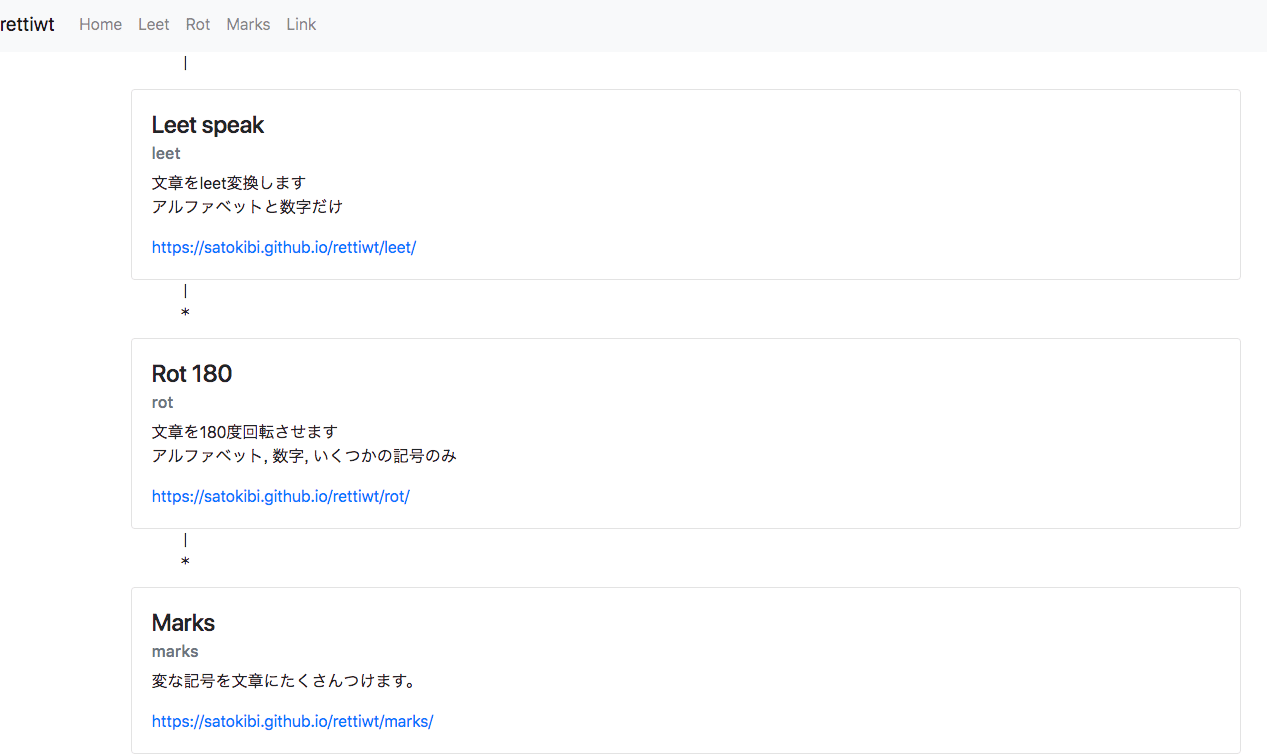 rettiwt Home Leet Rot Marks Link
|
Leet speak
leet
文章をleet変換します
アルファベットと数字だけ
https://satokibi.github.io/rettiwt/leet/
|
*
Rot 180
rot
文章を180度回転させます
アルファベット, 数字, いくつかの記号のみ
https://satokibi.github.io/rettiwt/rot/
|
*
Marks
marks
変な記号を文章にたくさんつけます。
https://satokibi.github.io/rettiwt/marks/